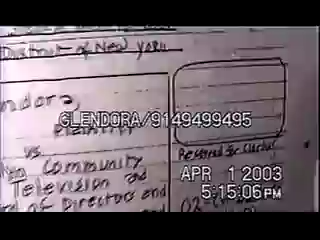 District of New York
Plaintiff
GLENDORA/9149499495
vs.
Community
Television and
of Directors and
Reserved for Clerk
APR 1 2003
5:15:06 PM